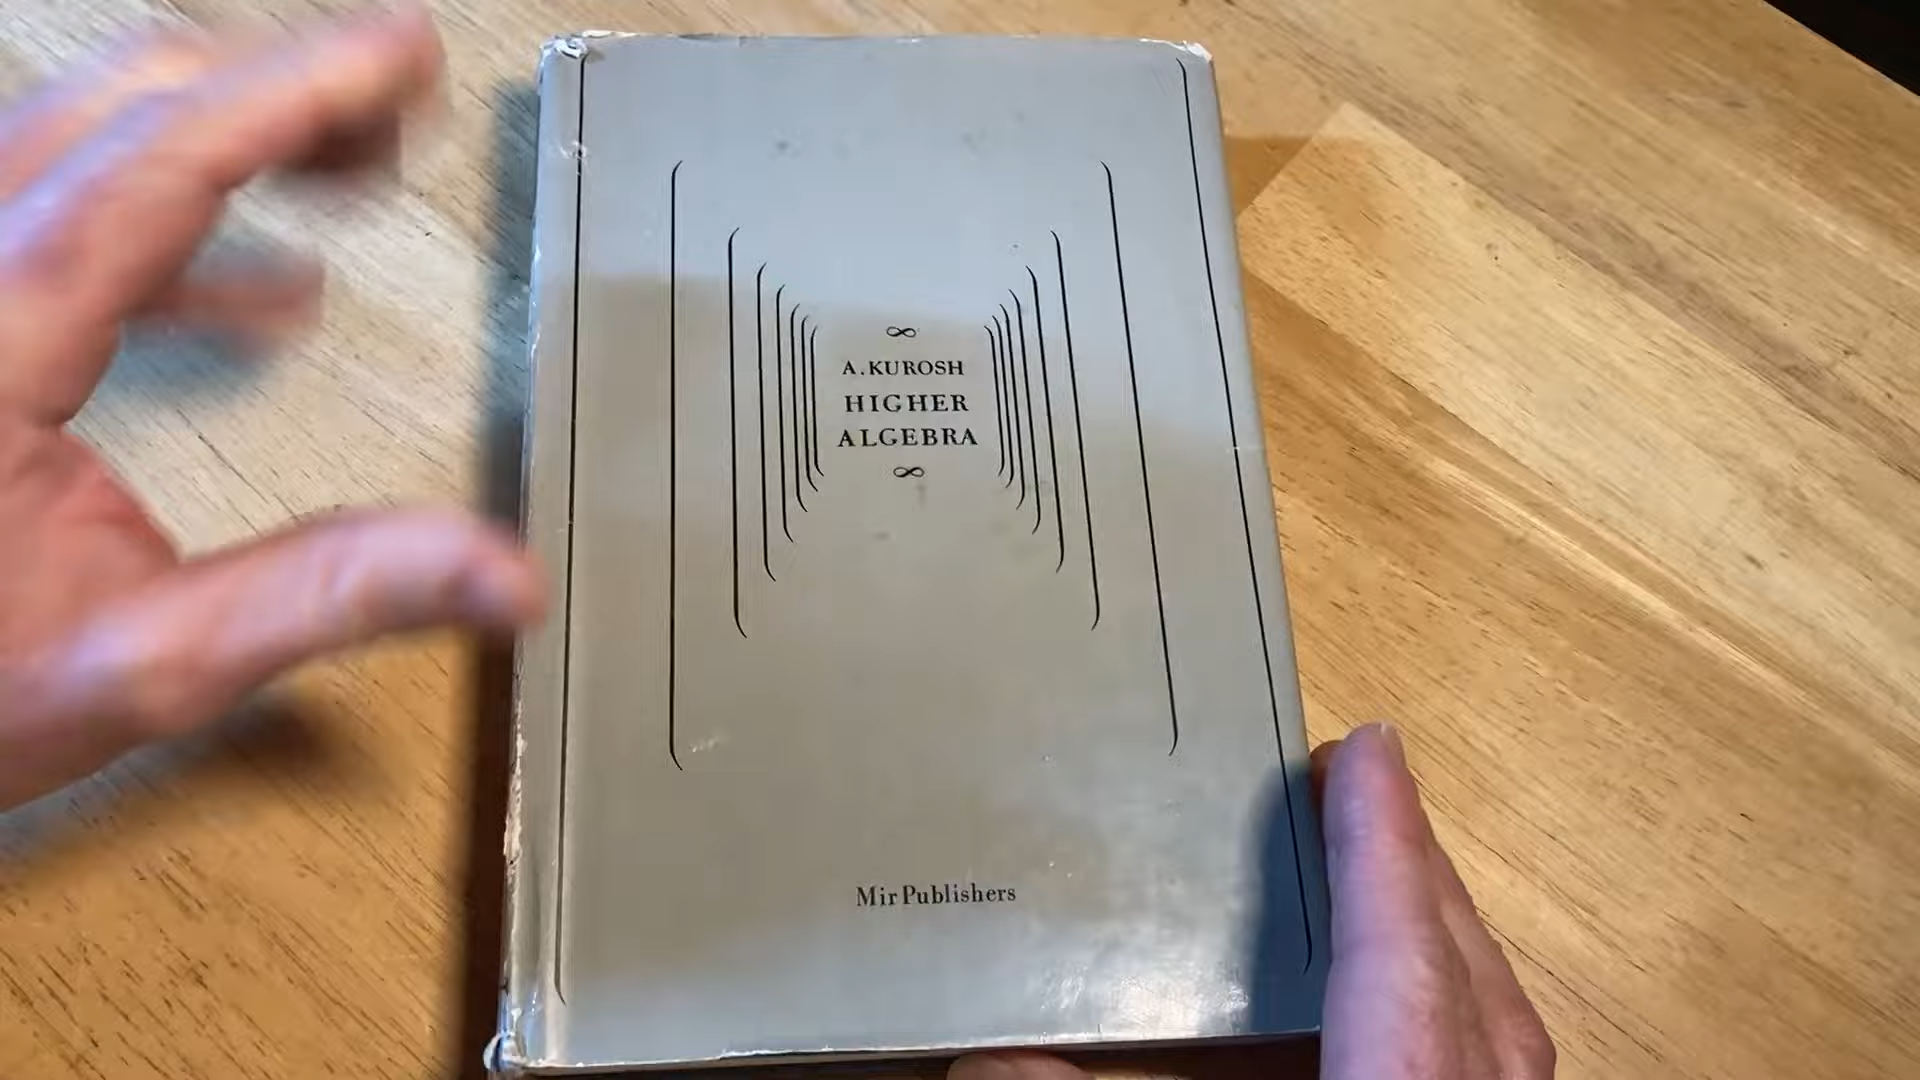 ∞
A. KUROSH
HIGHER
ALGEBRA
∞
Mir Publishers